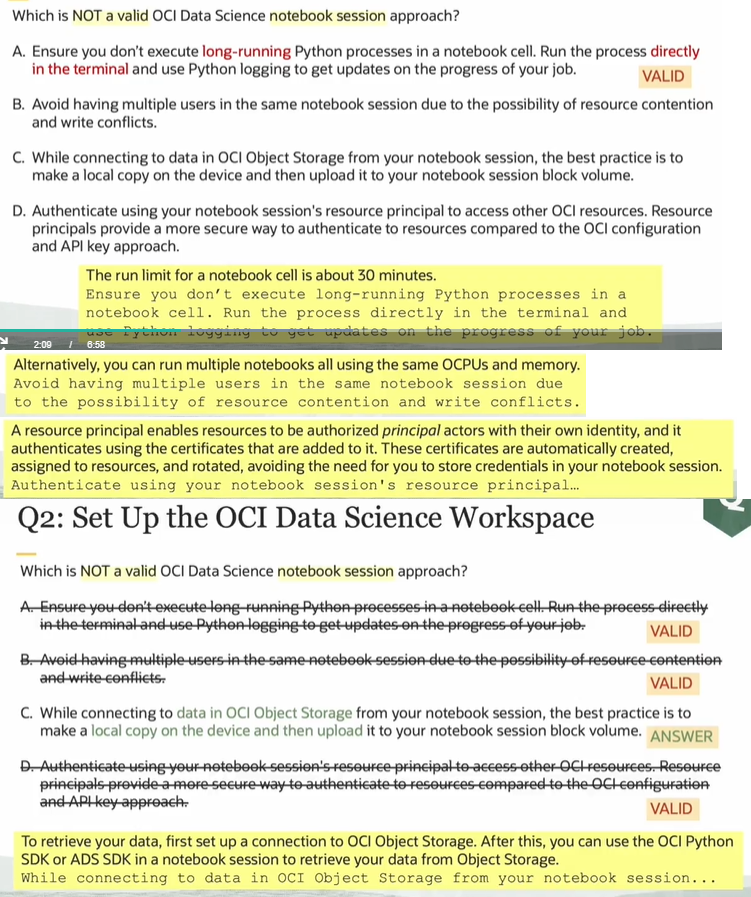 Which is NOT a valid OCI Data Science notebook session approach?
A. Ensure you don't execute long-running Python processes in a notebook cell. Run the process directly
in the terminal and use Python logging to get updates on the progress of your job.
VALID
B. Avoid having multiple users in the same notebook session due to the possibility of resource contention
and write conflicts.
C. While connecting to data in OCI Object Storage from your notebook session, the best practice is to
make a local copy on the device and then upload it to your notebook session block volume.
D. Authenticate using your notebook session's resource principal to access other OCI resources. Resource
principals provide a more secure way to authenticate to resources compared to the OCI configuration
and API key approach.
The run limit for a notebook cell is about 30 minutes.
Ensure you don't execute long-running Python processes in a
notebook cell. Run the process directly in the terminal and
use Python logging to get updates on the progress of your job.
2:09 / 6:58
Alternatively, you can run multiple notebooks all using the same OCPUs and memory.
Avoid having multiple users in the same notebook session due
to the possibility of resource contention and write conflicts.
A resource principal enables resources to be authorized principal actors with their own identity, and it
authenticates using the certificates that are added to it. These certificates are automatically created,
assigned to resources, and rotated, avoiding the need for you to store credentials in your notebook session.
Authenticate using your notebook session's resource principal…
Q2: Set Up the OCI Data Science Workspace
Which is NOT a valid OCI Data Science notebook session approach?
A. Ensure you don't execute long-running Python processes in a notebook cell. Run the process directly
in the terminal and use Python logging to get updates on the progress of your job.
VALID
B. Avoid having multiple users in the same notebook session due to the possibility of resource contention
and write conflicts.
VALID
C. While connecting to data in OCI Object Storage from your notebook session, the best practice is to
make a local copy on the device and then upload it to your notebook session block volume.
ANSWER
D. Authenticate using your notebook session's resource principal to access other OCI resources. Resource
principals provide a more secure way to authenticate to resources compared to the OCI configuration
and API key approach.
VALID
To retrieve your data, first set up a connection to OCI Object Storage. After this, you can use the OCI Python
SDK or ADS SDK in a notebook session to retrieve your data from Object Storage.
While connecting to data in OCI Object Storage from your notebook session...